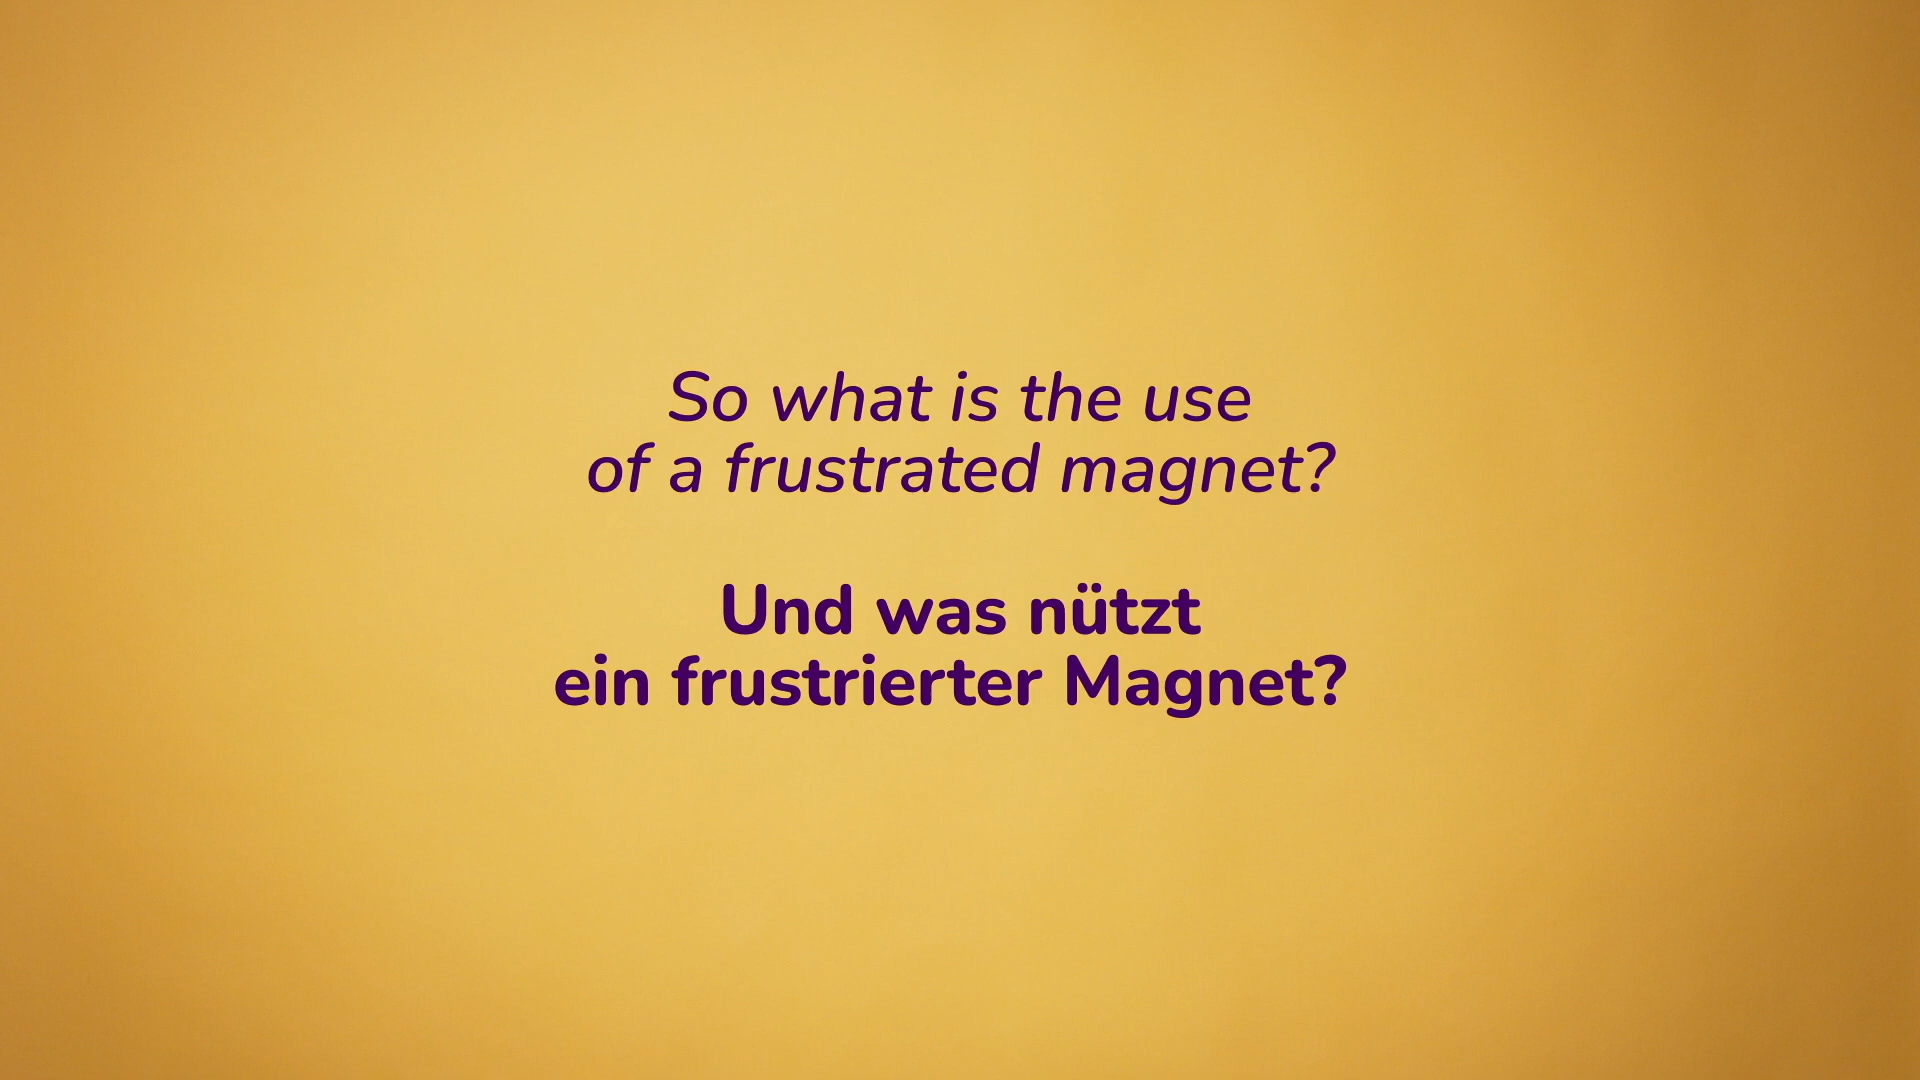 So what is the use
of a frustrated magnet?
Und was nützt
ein frustrierter Magnet?